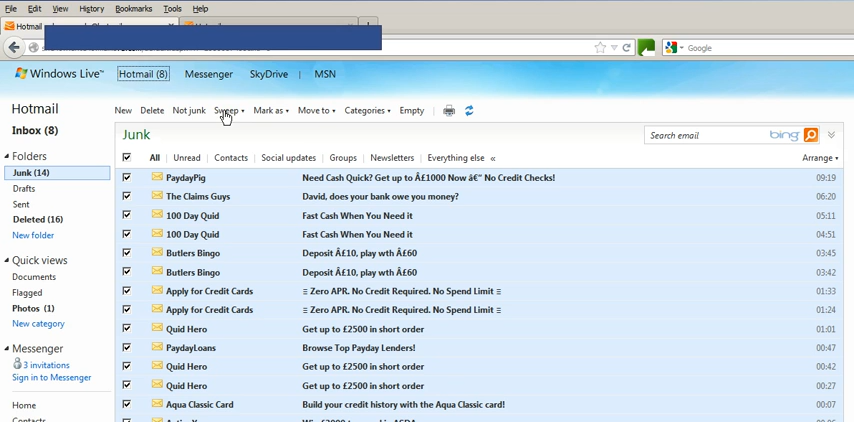 File Edit View History Bookmarks Tools Help
Hotmail
Google
Windows Live™ Hotmail (8) Messenger SkyDrive | MSN
Hotmail
New Delete Not junk Sweep Mark as Move to Categories Empty
Inbox (8)
Junk
Search email bing
Folders
All Unread Contacts Social updates Groups Newsletters Everything else « Arrange
Junk (14)
PaydayPig Need Cash Quick? Get up to Â£1000 Now â€“ No Credit Checks! 09:19
Drafts
The Claims Guys David, does your bank owe you money? 06:20
Sent
100 Day Quid Fast Cash When You Need it 05:11
Deleted (16)
100 Day Quid Fast Cash When You Need it 04:51
New folder
Butlers Bingo Deposit Â£10, play wth Â£60 03:45
Quick views
Butlers Bingo Deposit Â£10, play wth Â£60 03:42
Documents
Apply for Credit Cards Ξ Zero APR. No Credit Required. No Spend Limit Ξ 01:33
Flagged
Apply for Credit Cards Ξ Zero APR. No Credit Required. No Spend Limit Ξ 01:24
Photos (1)
New category
Quid Hero Get up to £2500 in short order 01:01
Messenger
PaydayLoans Browse Top Payday Lenders! 00:47
3 invitations
Quid Hero Get up to £2500 in short order 00:42
Sign in to Messenger
Quid Hero Get up to £2500 in short order 00:27
Home
Aqua Classic Card Build your credit history with the Aqua Classic card! 00:07
Contacts